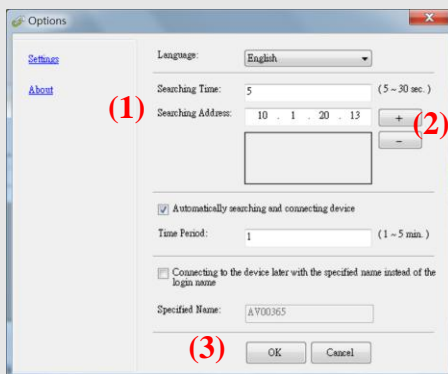 Options
Settings
About
Language: English
Searching Time: 5 (5 ~ 30 sec.)
(1) Searching Address: 10 . 1 . 20 . 13 + (2)
−
Automatically searching and connecting device
Time Period: 1 (1 ~ 5 min.)
Connecting to the device later with the specified name instead of the
login name
Specified Name: AV00365
(3) OK Cancel